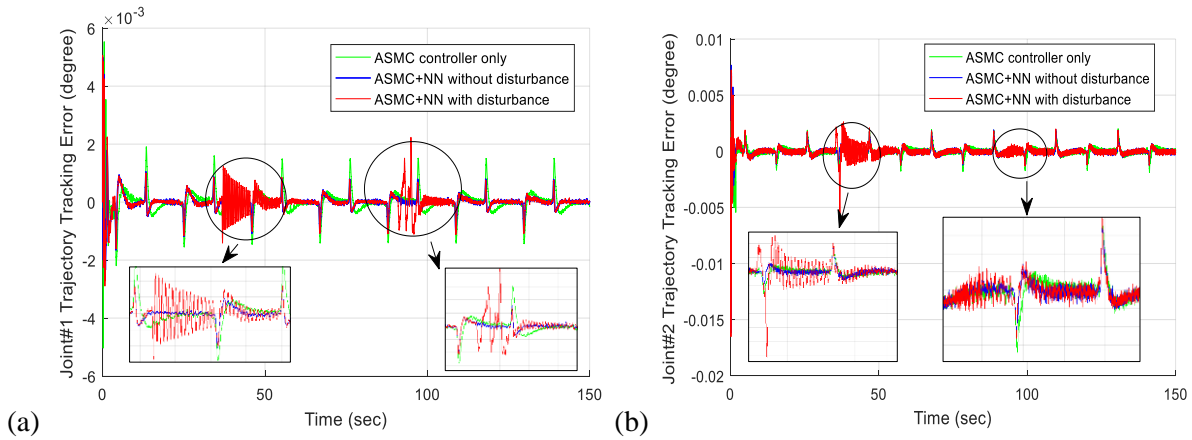 (a)
× 10⁻³
Joint#1 Trajectory Tracking Error (degree)
6
4
2
0
-2
-4
-6
ASMC controller only
ASMC+NN without disturbance
ASMC+NN with disturbance
0
50
100
150
Time (sec)
(b)
Joint#2 Trajectory Tracking Error (degree)
0.01
0.005
0
-0.005
-0.01
-0.015
-0.02
ASMC controller only
ASMC+NN without disturbance
ASMC+NN with disturbance
0
50
100
150
Time (sec)